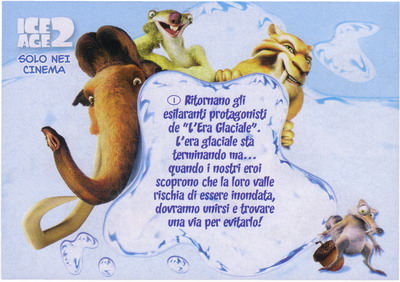 ICE
AGE 2
SOLO NEI
CINEMA
I Ritornano gli
esilaranti protagonisti
de "l'Era Glaciale".
L'era glaciale sta
terminando ma...
quando i nostri eroi
scoprono che la loro valle
rischia di essere inondata,
dovranno unirsi e trovare
una via per evitarlo!